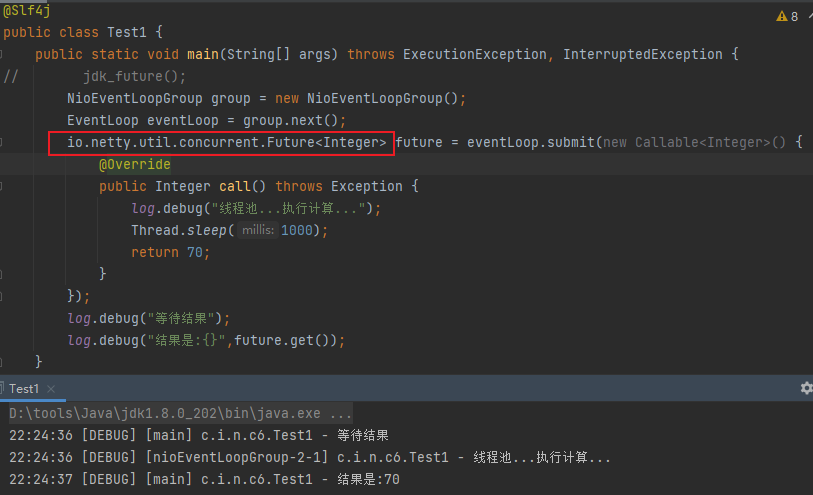 @Slf4j
8
public class Test1 {
public static void main(String[] args) throws ExecutionException, InterruptedException {
// jdk_future();
NioEventLoopGroup group = new NioEventLoopGroup();
EventLoop eventLoop = group.next();
io.netty.util.concurrent.Future<Integer> future = eventLoop.submit(new Callable<Integer>() {
@Override
public Integer call() throws Exception {
log.debug("线程池...执行计算...");
Thread.sleep( millis: 1000);
return 70;
}
});
log.debug("等待结果");
log.debug("结果是:{}",future.get());
}
Test1 ×
D:\tools\Java\jdk1.8.0_202\bin\java.exe ...
22:24:36 [DEBUG] [main] c.i.n.c6.Test1 - 等待结果
22:24:36 [DEBUG] [nioEventLoopGroup-2-1] c.i.n.c6.Test1 - 线程池...执行计算...
22:24:37 [DEBUG] [main] c.i.n.c6.Test1 - 结果是:70